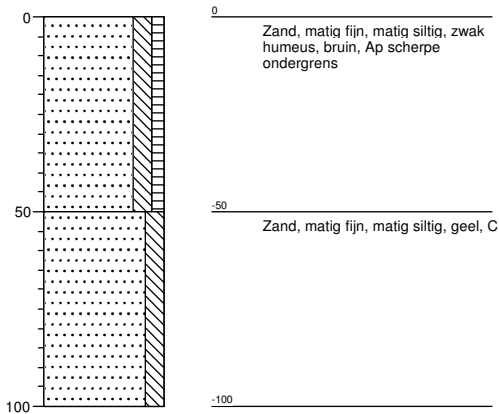 0
0
Zand, matig fijn, matig siltig, zwak
humeus, bruin, Ap scherpe
ondergrens
50
-50
Zand, matig fijn, matig siltig, geel, C
100
-100